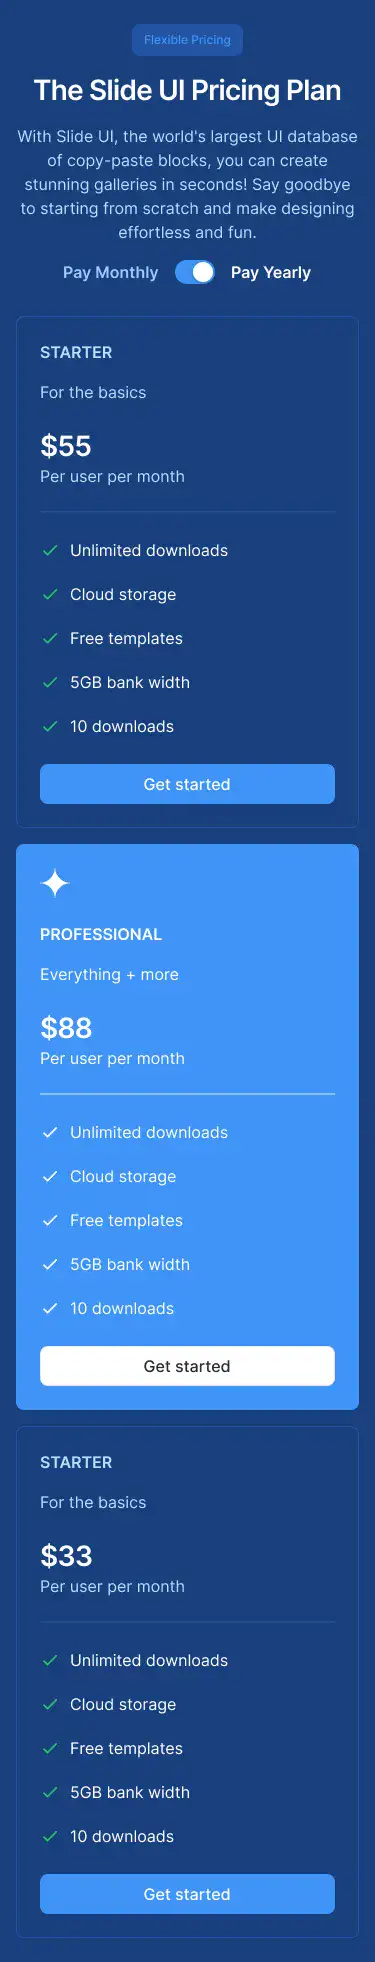 Flexible Pricing
The Slide UI Pricing Plan
With Slide UI, the world's largest UI database
of copy-paste blocks, you can create
stunning galleries in seconds! Say goodbye
to starting from scratch and make designing
effortless and fun.
Pay Monthly Pay Yearly
STARTER
For the basics
$55
Per user per month
Unlimited downloads
Cloud storage
Free templates
5GB bank width
10 downloads
Get started
PROFESSIONAL
Everything + more
$88
Per user per month
Unlimited downloads
Cloud storage
Free templates
5GB bank width
10 downloads
Get started
STARTER
For the basics
$33
Per user per month
Unlimited downloads
Cloud storage
Free templates
5GB bank width
10 downloads
Get started